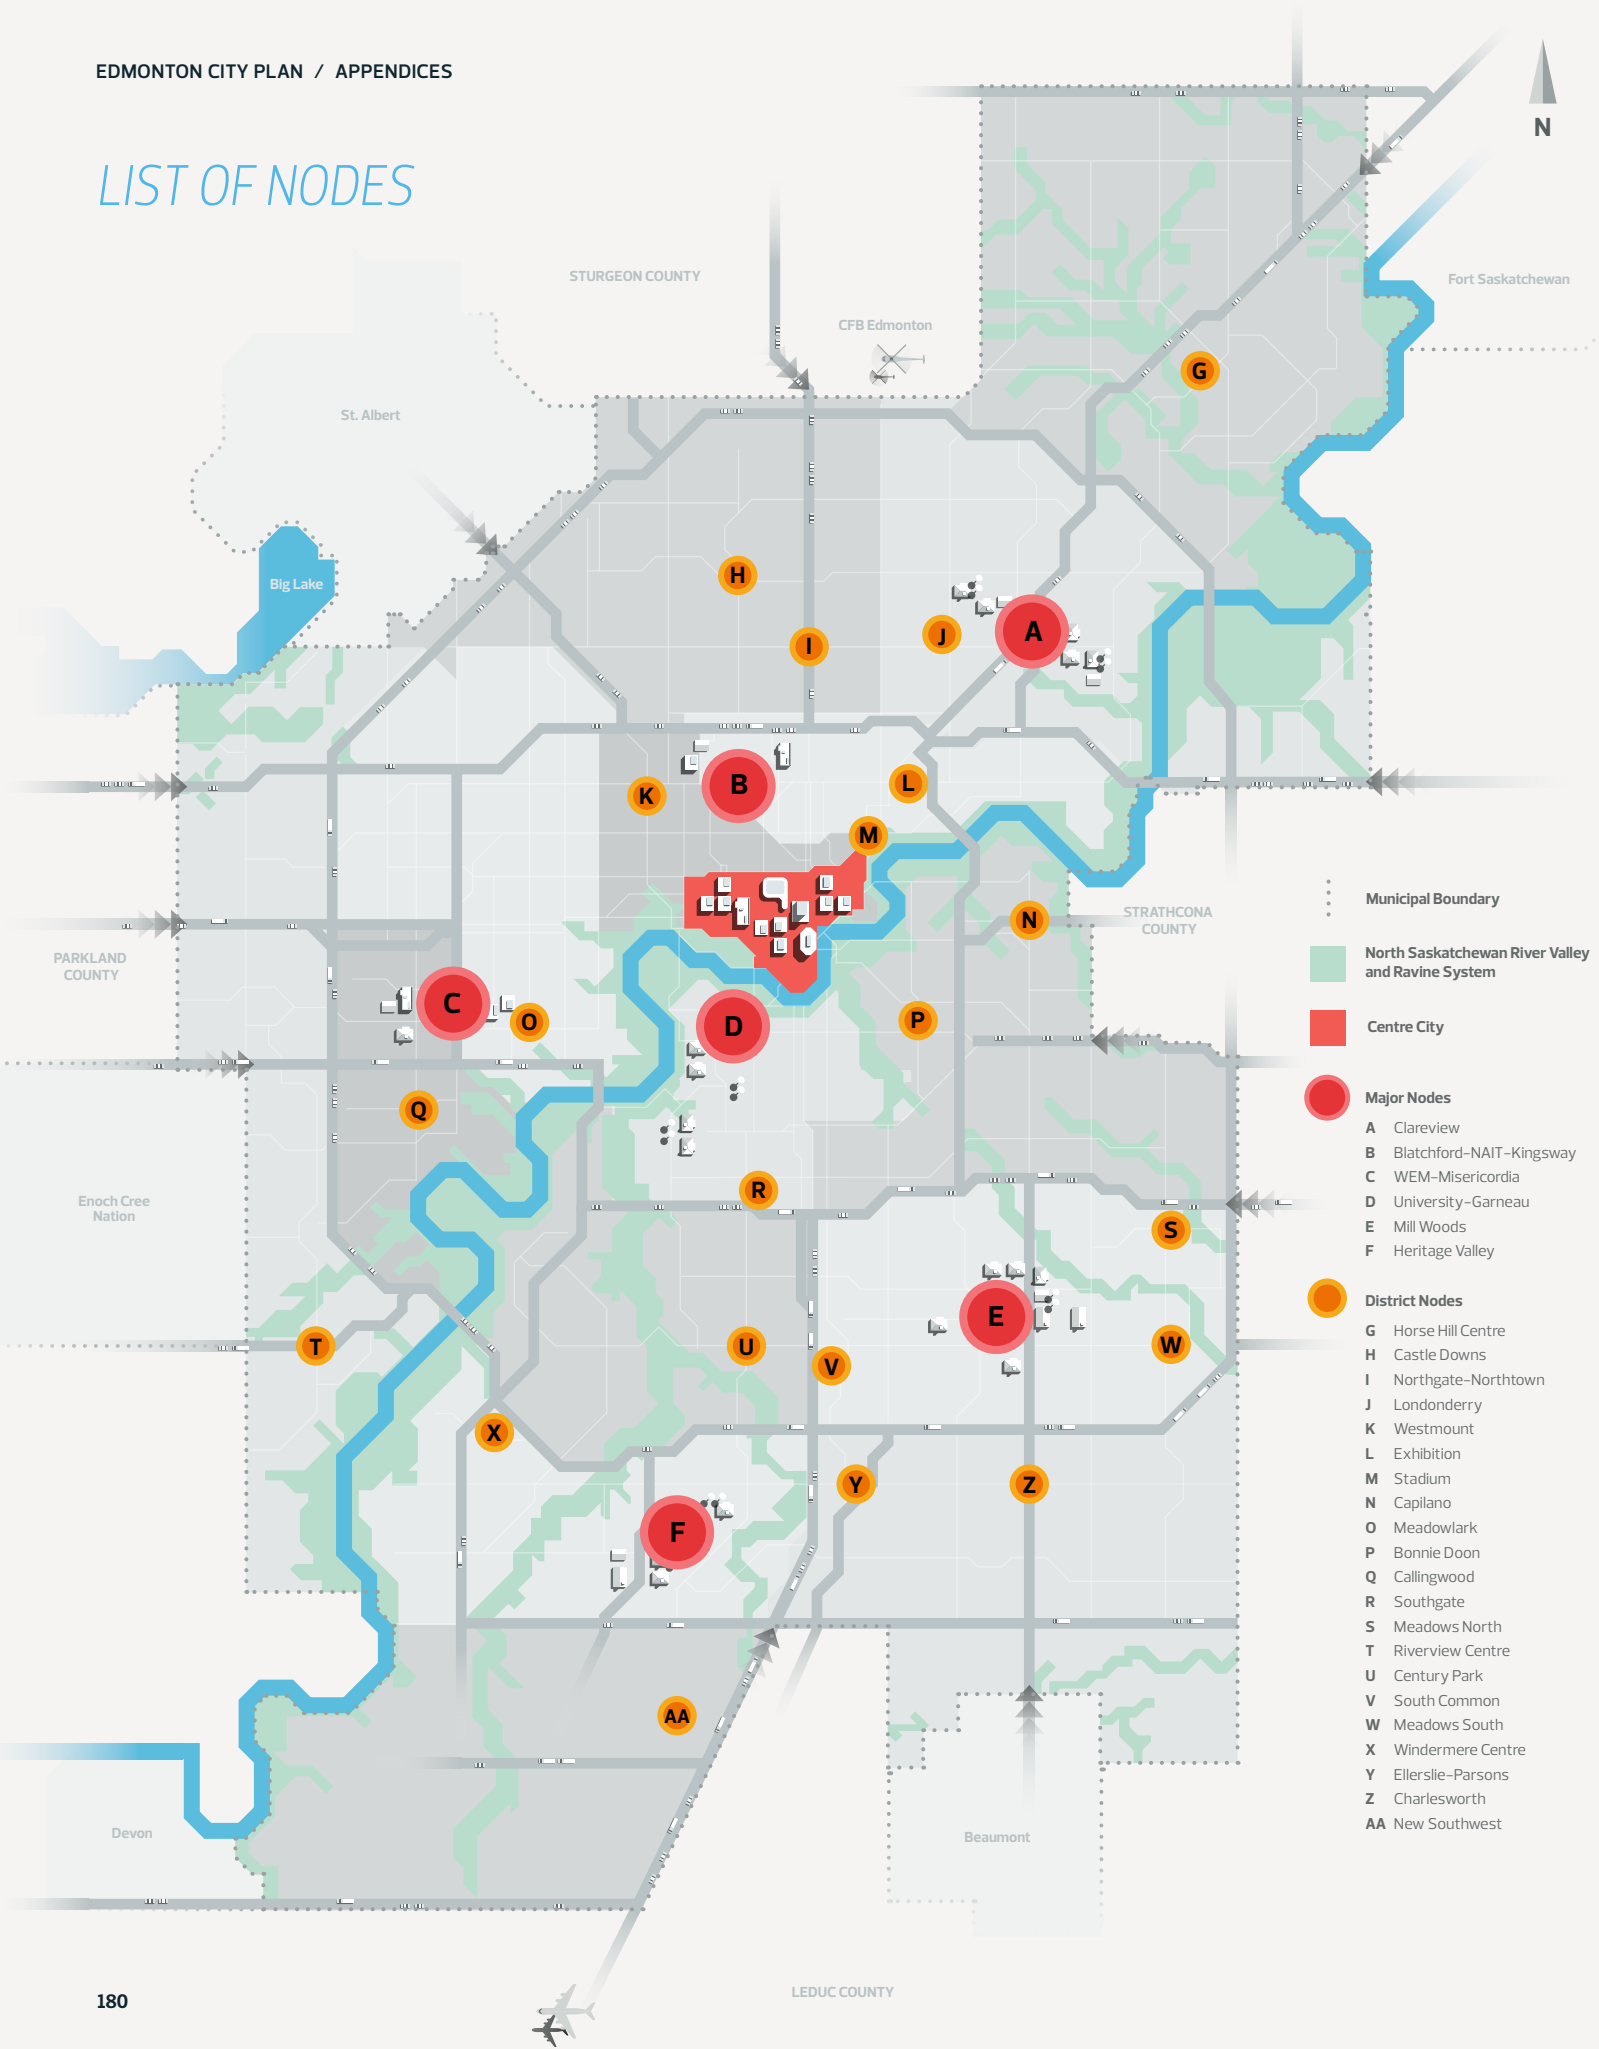 EDMONTON CITY PLAN / APPENDICES
N
LIST OF NODES
STURGEON COUNTY
Fort Saskatchewan
CFB Edmonton
G
St. Albert
H
Big Lake
J
A
I
B
L
K
M
Municipal Boundary
N
STRATHCONA
COUNTY
PARKLAND
COUNTY
North Saskatchewan River Valley
and Ravine System
C
O
D
P
Centre City
Q
Major Nodes
A Clareview
B Blatchford-NAIT-Kingsway
C WEM-Misericordia
D University-Garneau
E Mill Woods
F Heritage Valley
Enoch Cree
Nation
R
S
District Nodes
G Horse Hill Centre
H Castle Downs
I Northgate-Northtown
J Londonderry
K Westmount
L Exhibition
M Stadium
N Capilano
O Meadowlark
P Bonnie Doon
Q Callingwood
R Southgate
S Meadows North
T Riverview Centre
U Century Park
V South Common
W Meadows South
X Windermere Centre
Y Ellerslie-Parsons
Z Charlesworth
AA New Southwest
E
T
U
V
W
X
Y
Z
F
AA
Devon
Beaumont
LEDUC COUNTY
180